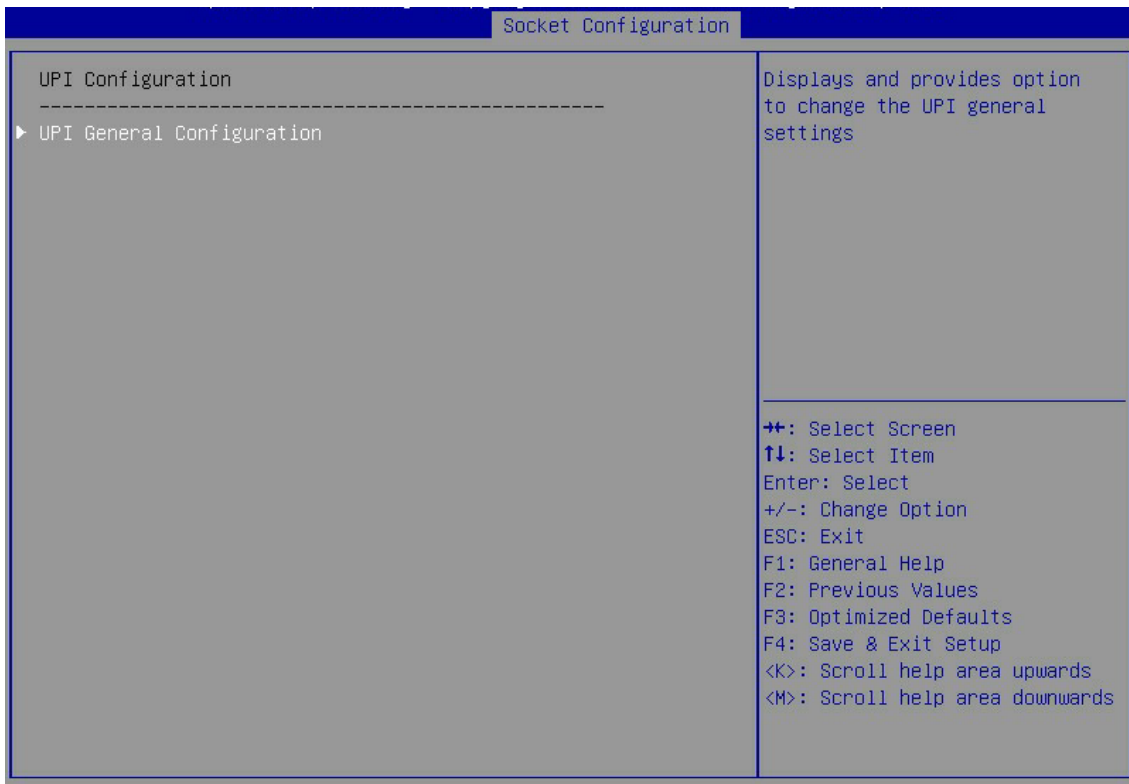 Socket Configuration
UPI Configuration
--------------------------------------------------
▶ UPI General Configuration
Displays and provides option
to change the UPI general
settings
→←: Select Screen
↑↓: Select Item
Enter: Select
+/-: Change Option
ESC: Exit
F1: General Help
F2: Previous Values
F3: Optimized Defaults
F4: Save & Exit Setup
<K>: Scroll help area upwards
<M>: Scroll help area downwards